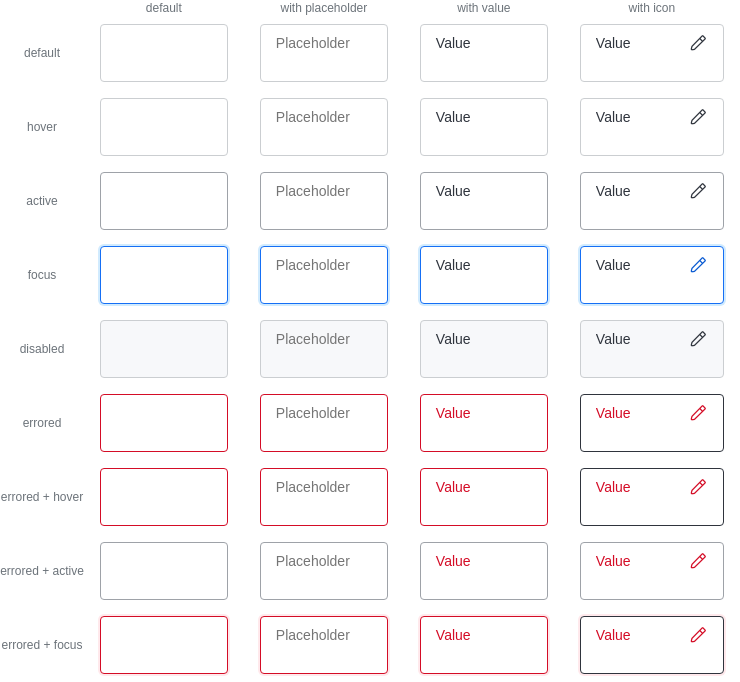 default with placeholder with value with icon
default Placeholder Value Value
hover Placeholder Value Value
active Placeholder Value Value
focus Placeholder Value Value
disabled Placeholder Value Value
errored Placeholder Value Value
errored + hover Placeholder Value Value
errored + active Placeholder Value Value
errored + focus Placeholder Value Value